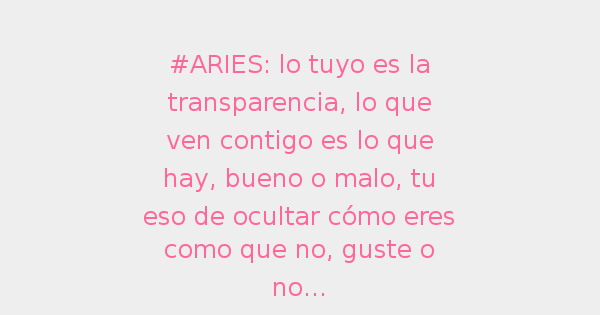 #ARIES: lo tuyo es la
transparencia, lo que
ven contigo es lo que
hay, bueno o malo, tu
eso de ocultar cómo eres
como que no, guste o
no...